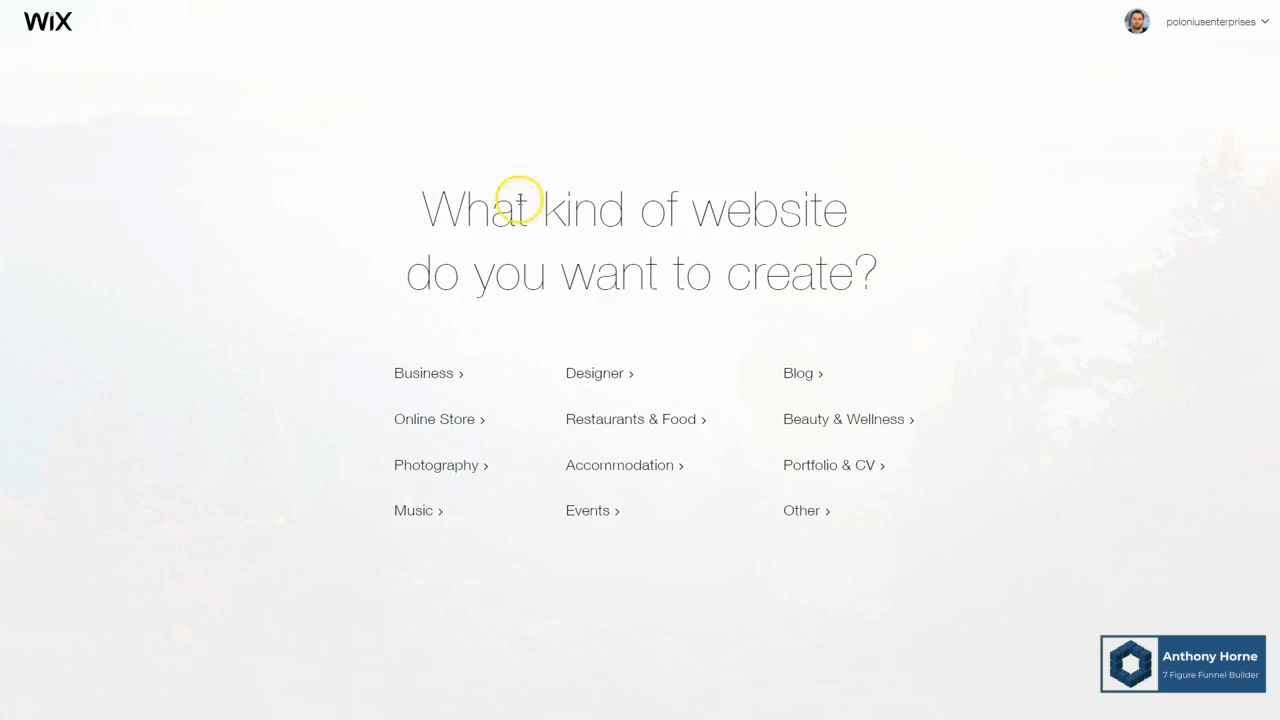 WiX
poloniusenterprises
What kind of website
do you want to create?
Business >
Designer >
Blog >
Online Store >
Restaurants & Food >
Beauty & Wellness >
Photography >
Accommodation >
Portfolio & CV >
Music >
Events >
Other >
Anthony Horne
7 Figure Funnel Builder